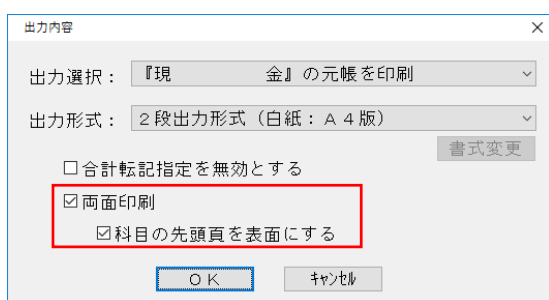 出力内容
出力選択： 『現　　　　　金』の元帳を印刷
出力形式： ２段出力形式（白紙：Ａ４版）
書式変更
合計転記指定を無効とする
両面印刷
科目の先頭頁を表面にする
ＯＫ ｷｬﾝｾﾙ